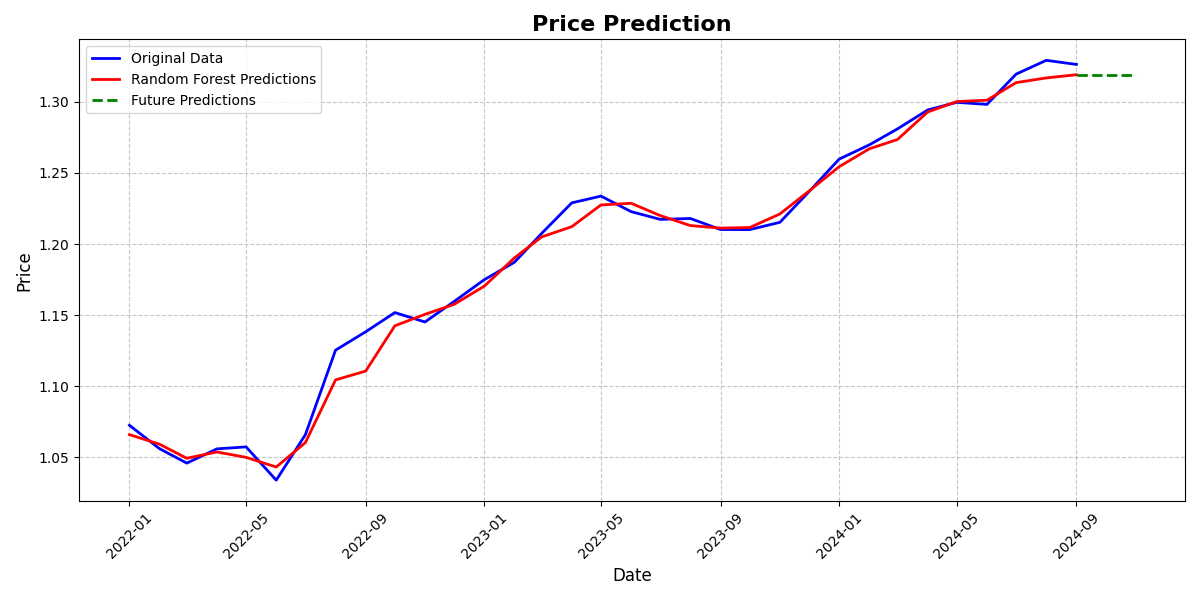 Price Prediction
Original Data
Random Forest Predictions
Future Predictions
Price
1.30
1.25
1.20
1.15
1.10
1.05
2022-01
2022-05
2022-09
2023-01
2023-05
2023-09
2024-01
2024-05
2024-09
Date